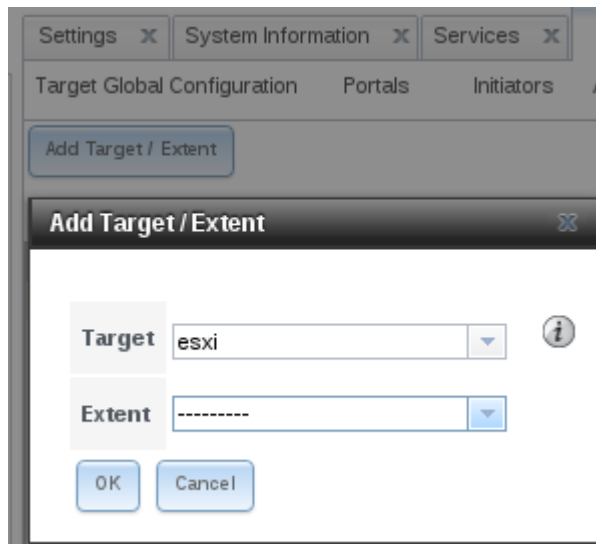 Settings System Information Services
Target Global Configuration Portals Initiators
Add Target / Extent
Add Target / Extent
Target esxi
Extent ---------
OK Cancel